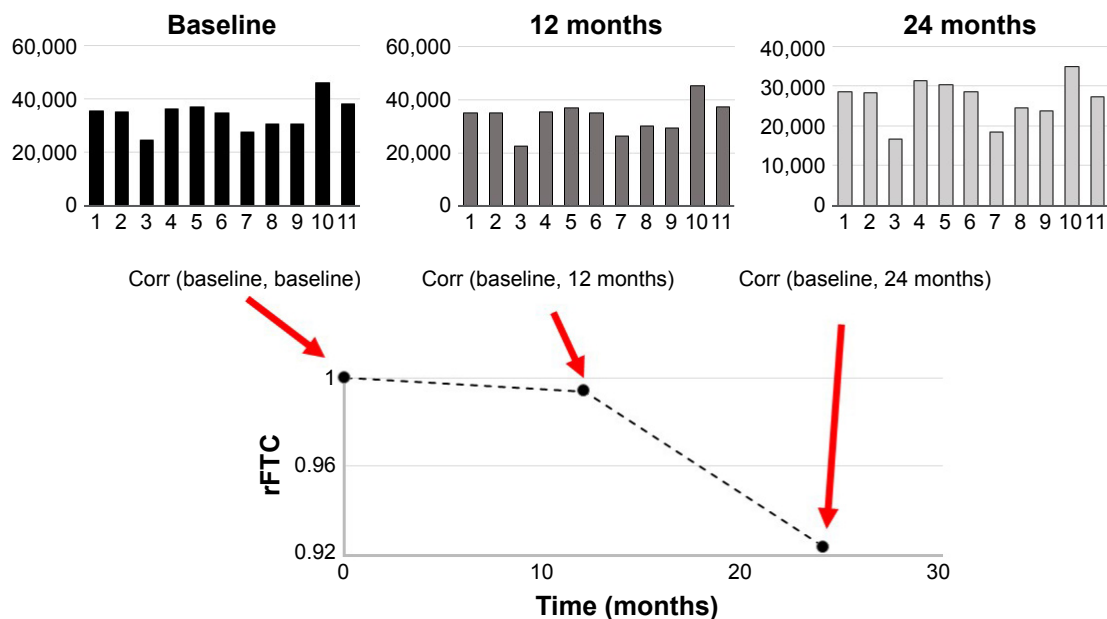 Baseline
60,000
40,000
20,000
0
1 2 3 4 5 6 7 8 9 10 11
12 months
60,000
40,000
20,000
0
1 2 3 4 5 6 7 8 9 10 11
24 months
40,000
30,000
20,000
10,000
0
1 2 3 4 5 6 7 8 9 10 11
Corr (baseline, baseline)
Corr (baseline, 12 months)
Corr (baseline, 24 months)
rFTC
1
0.96
0.92
0 10 20 30
Time (months)